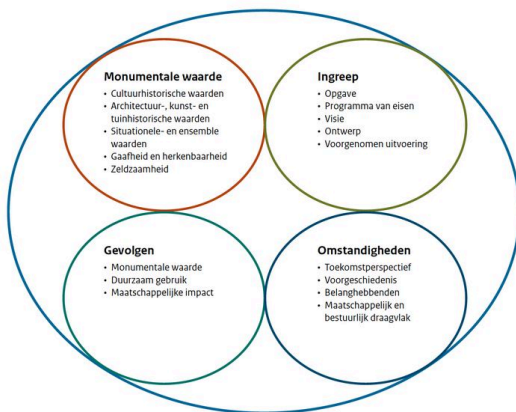 Monumentale waarde
• Cultuurhistorische waarden
• Architectuur-, kunst- en
tuinhistorische waarden
• Situationele- en ensemble
waarden
• Gaafheid en herkenbaarheid
• Zeldzaamheid
Ingreep
• Opgave
• Programma van eisen
• Visie
• Ontwerp
• Voorgenomen uitvoering
Gevolgen
• Monumentale waarde
• Duurzaam gebruik
• Maatschappelijke impact
Omstandigheden
• Toekomstperspectief
• Voorgeschiedenis
• Belanghebbenden
• Maatschappelijk en
bestuurlijk draagvlak